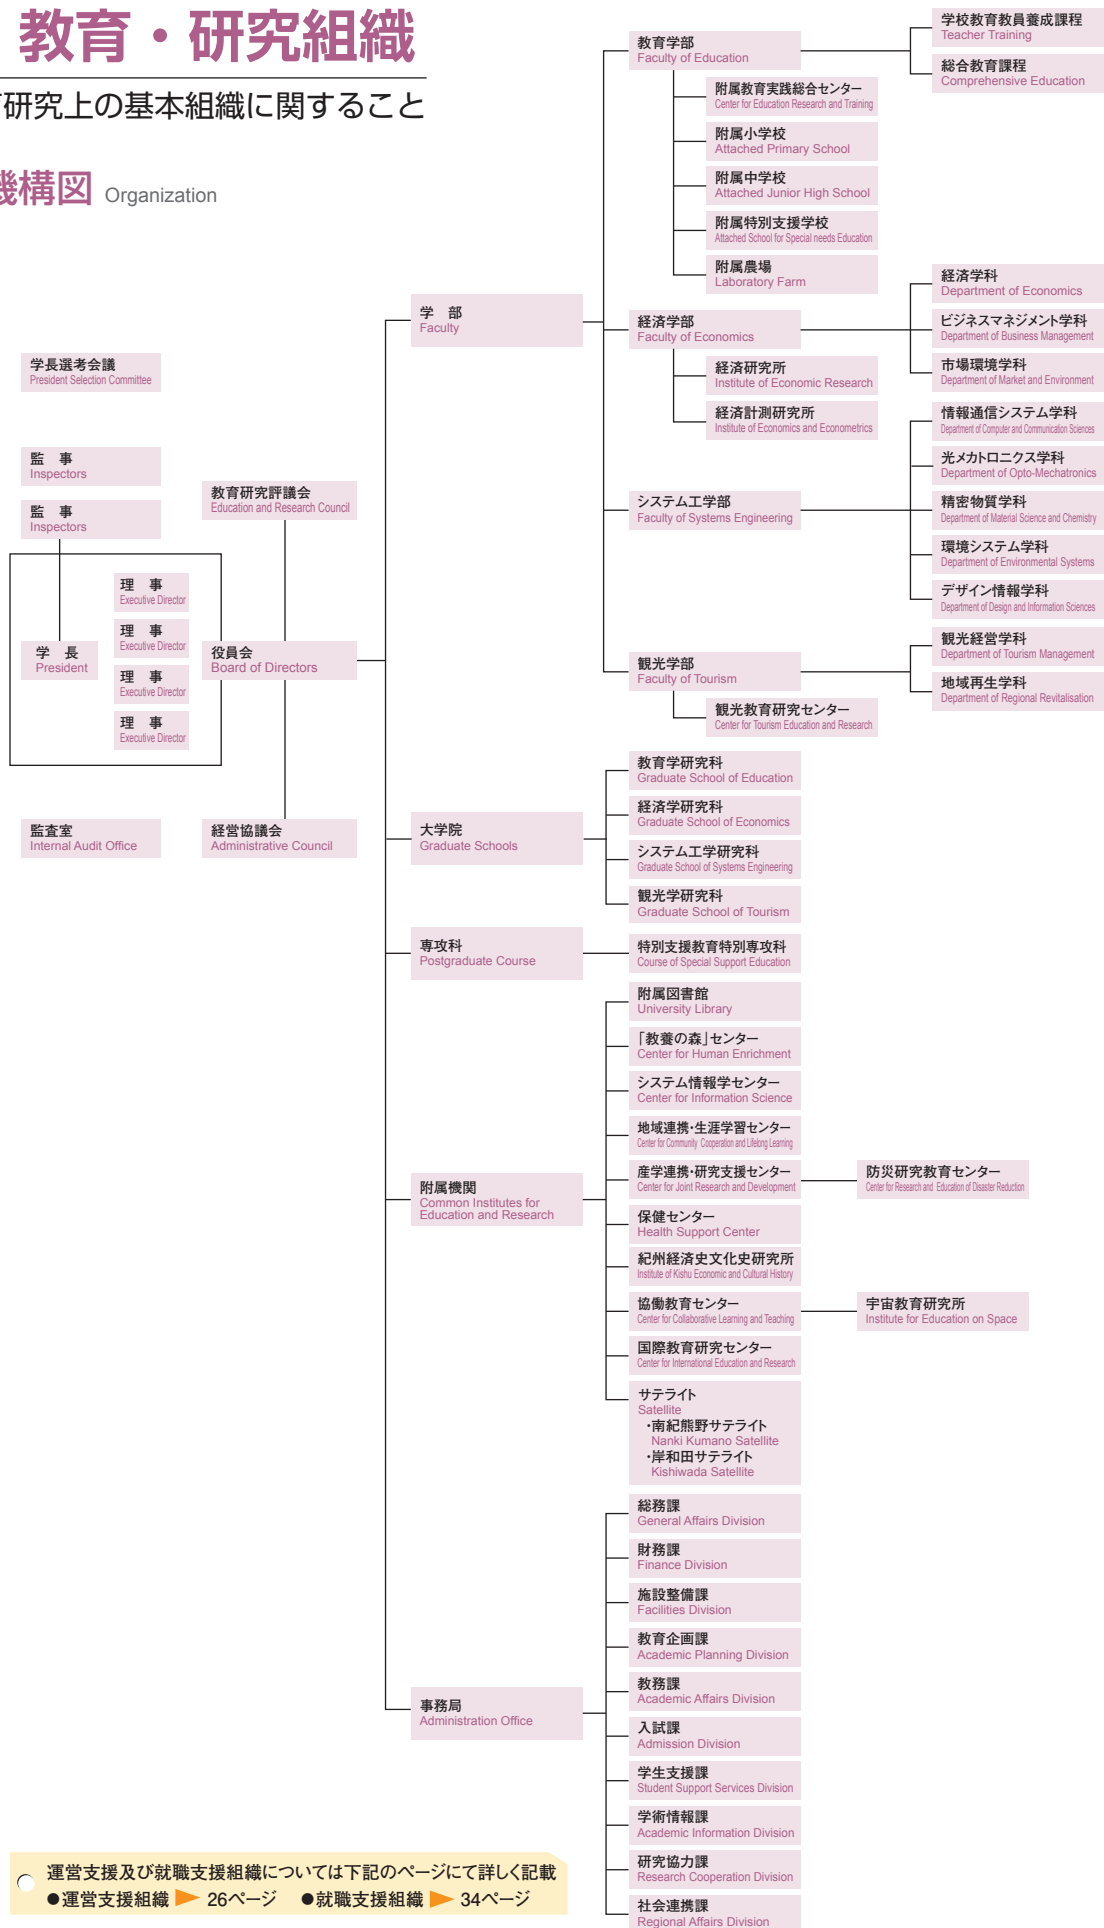 教育・研究組織
育研究上の基本組織に関すること
機構図 Organization
学長選考会議
President Selection Committee
監　事
Inspectors
監　事
Inspectors
学　長
President
理　事
Executive Director
理　事
Executive Director
理　事
Executive Director
理　事
Executive Director
監査室
Internal Audit Office
教育研究評議会
Education and Research Council
役員会
Board of Directors
経営協議会
Administrative Council
学　部
Faculty
教育学部
Faculty of Education
学校教育教員養成課程
Teacher Training
総合教育課程
Comprehensive Education
附属教育実践総合センター
Center for Education Research and Training
附属小学校
Attached Primary School
附属中学校
Attached Junior High School
附属特別支援学校
Attached School for Special needs Education
附属農場
Laboratory Farm
経済学部
Faculty of Economics
経済学科
Department of Economics
ビジネスマネジメント学科
Department of Business Management
市場環境学科
Department of Market and Environment
経済研究所
Institute of Economic Research
経済計測研究所
Institute of Economics and Econometrics
システム工学部
Faculty of Systems Engineering
情報通信システム学科
Department of Computer and Communication Sciences
光メカトロニクス学科
Department of Opto-Mechatronics
精密物質学科
Department of Material Science and Chemistry
環境システム学科
Department of Environmental Systems
デザイン情報学科
Department of Design and Information Sciences
観光学部
Faculty of Tourism
観光経営学科
Department of Tourism Management
地域再生学科
Department of Regional Revitalisation
観光教育研究センター
Center for Tourism Education and Research
大学院
Graduate Schools
教育学研究科
Graduate School of Education
経済学研究科
Graduate School of Economics
システム工学研究科
Graduate School of Systems Engineering
観光学研究科
Graduate School of Tourism
専攻科
Postgraduate Course
特別支援教育特別専攻科
Course of Special Support Education
附属機関
Common Institutes for
Education and Research
附属図書館
University Library
「教養の森」センター
Center for Human Enrichment
システム情報学センター
Center for Information Science
地域連携・生涯学習センター
Center for Community Cooperation and Lifelong Learning
産学連携・研究支援センター
Center for Joint Research and Development
防災研究教育センター
Center for Research and Education of Disaster Reduction
保健センター
Health Support Center
紀州経済史文化史研究所
Institute of Kishu Economic and Cultural History
協働教育センター
Center for Collaborative Learning and Teaching
宇宙教育研究所
Institute for Education on Space
国際教育研究センター
Center for International Education and Research
サテライト
Satellite
・南紀熊野サテライト
Nanki Kumano Satellite
・岸和田サテライト
Kishiwada Satellite
事務局
Administration Office
総務課
General Affairs Division
財務課
Finance Division
施設整備課
Facilities Division
教育企画課
Academic Planning Division
教務課
Academic Affairs Division
入試課
Admission Division
学生支援課
Student Support Services Division
学術情報課
Academic Information Division
研究協力課
Research Cooperation Division
社会連携課
Regional Affairs Division
運営支援及び就職支援組織については下記のページにて詳しく記載
●運営支援組織 ▶ 26ページ ●就職支援組織 ▶ 34ページ